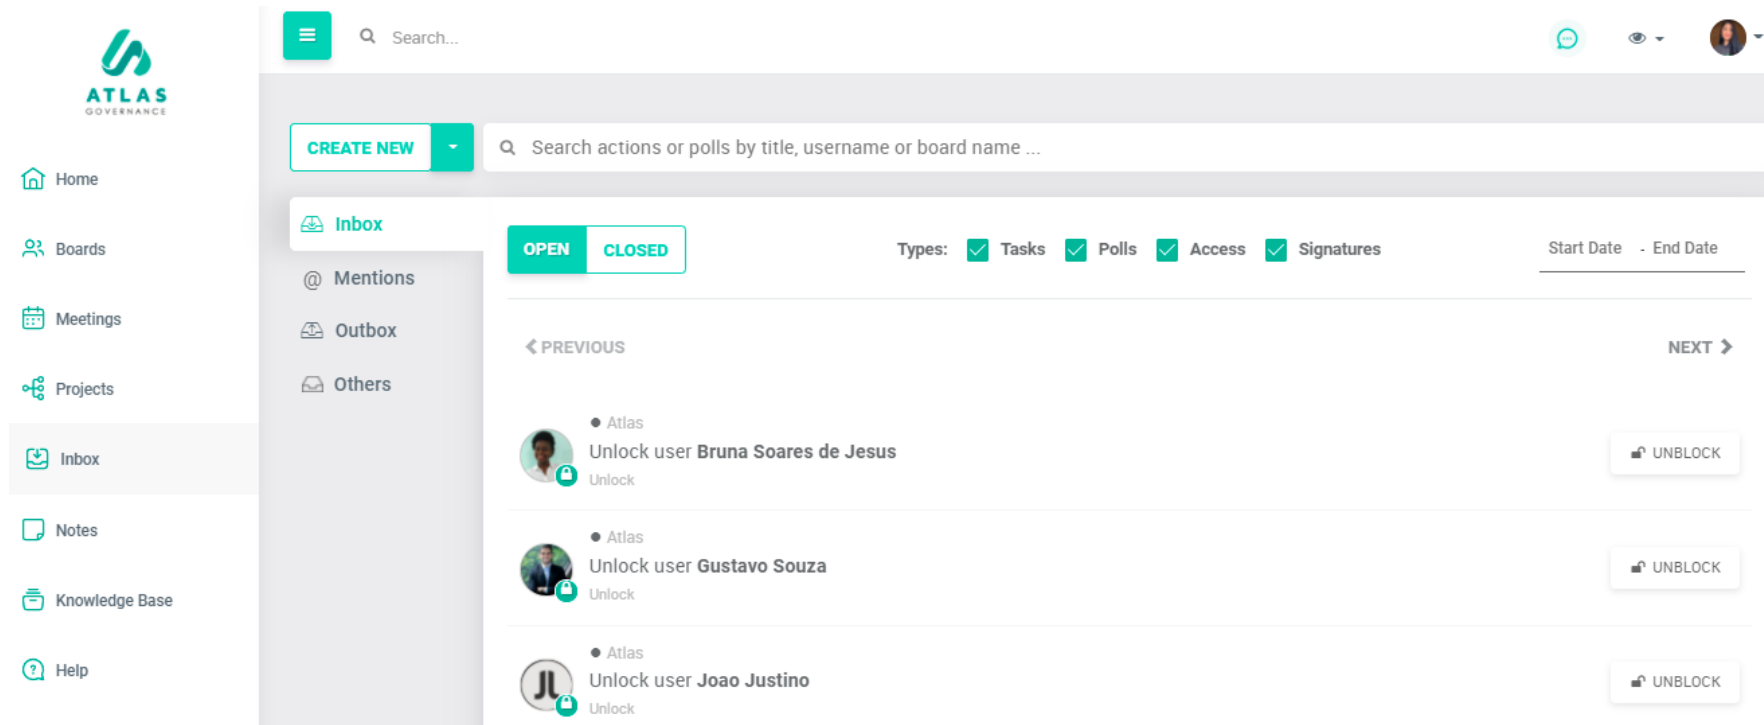 ATLAS
GOVERNANCE
Home
Boards
Meetings
Projects
Inbox
Notes
Knowledge Base
Help
Search...
CREATE NEW
Search actions or polls by title, username or board name ...
Inbox
@ Mentions
Outbox
Others
OPEN CLOSED
Types: Tasks Polls Access Signatures
Start Date - End Date
PREVIOUS
NEXT
Atlas
Unlock user Bruna Soares de Jesus
Unlock
UNBLOCK
Atlas
Unlock user Gustavo Souza
Unlock
UNBLOCK
JL
Atlas
Unlock user Joao Justino
Unlock
UNBLOCK